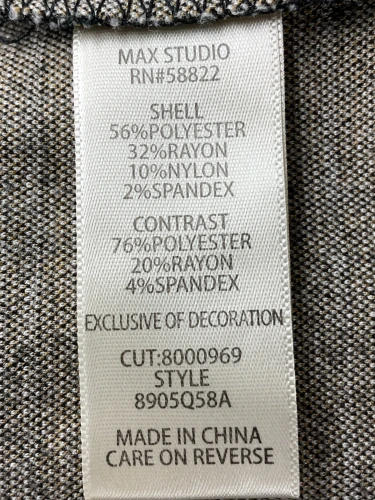 MAX STUDIO
RN#58822
SHELL
56%POLYESTER
32%RAYON
10%NYLON
2%SPANDEX
CONTRAST
76%POLYESTER
20%RAYON
4%SPANDEX
EXCLUSIVE OF DECORATION
CUT:8000969
STYLE
8905Q58A
MADE IN CHINA
CARE ON REVERSE